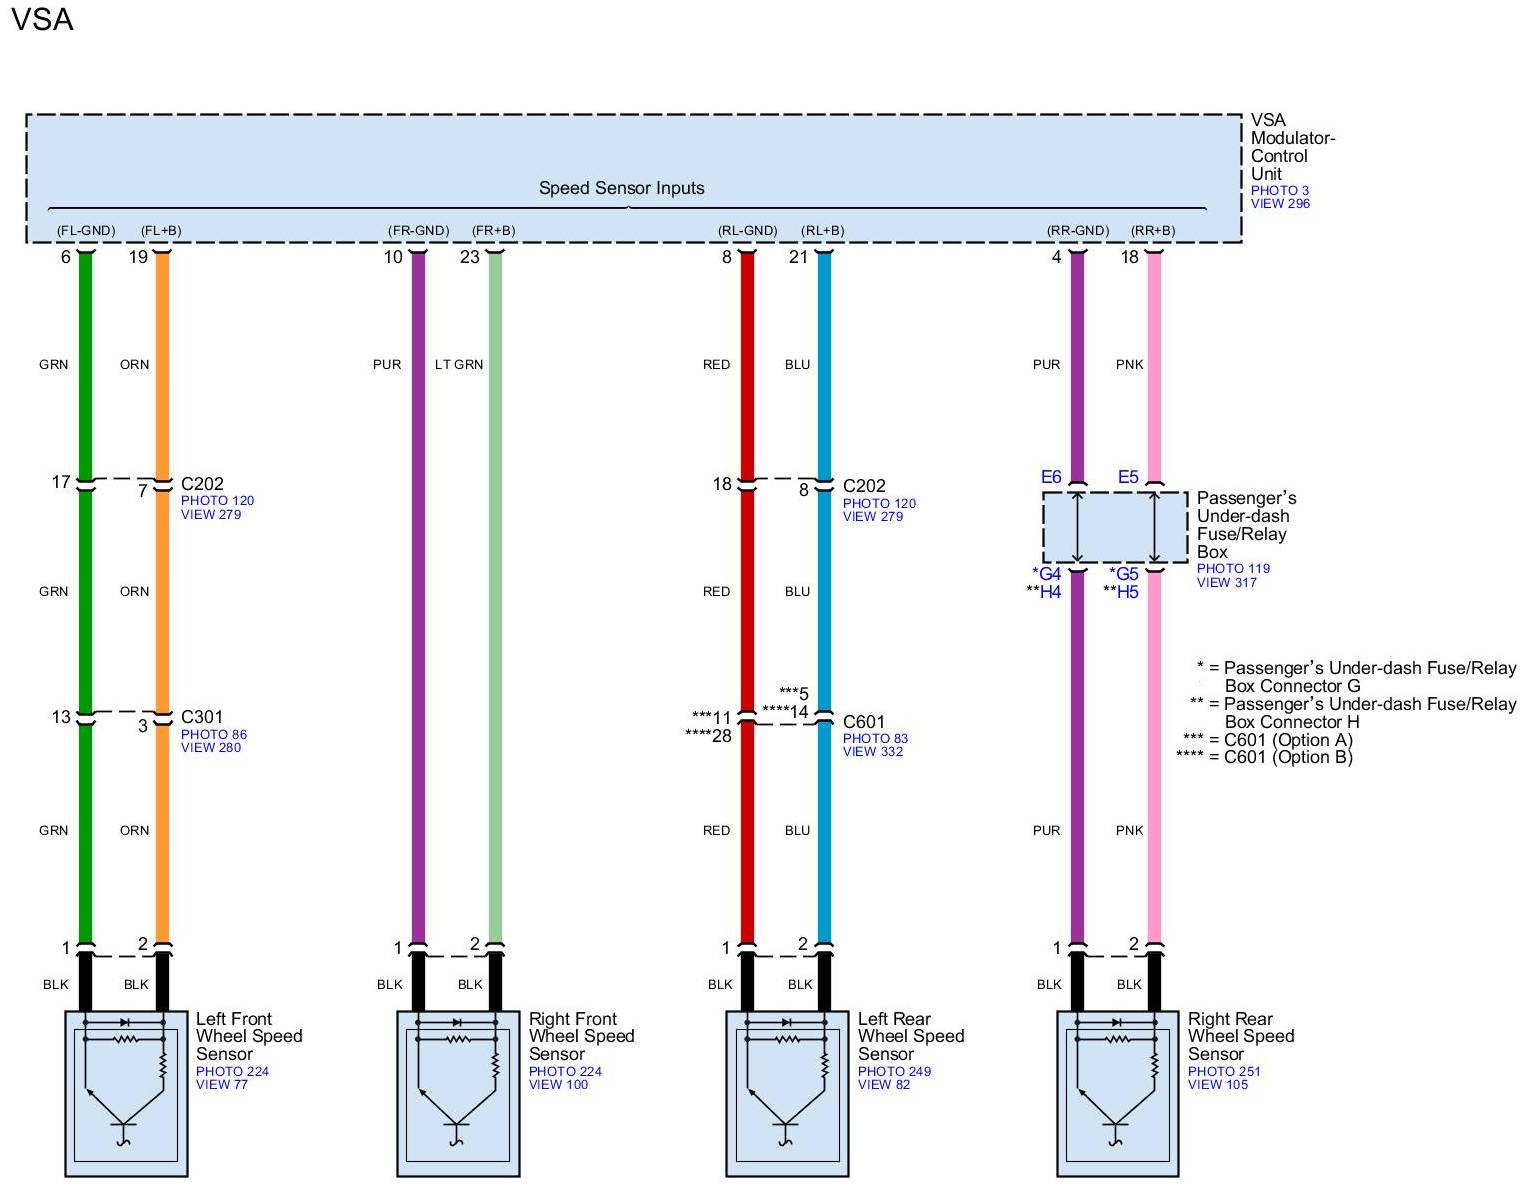 VSA
VSA
Modulator-
Control
Unit
PHOTO 3
VIEW 296
Speed Sensor Inputs
(FL-GND) (FL+B) (FR-GND) (FR+B) (RL-GND) (RL+B) (RR-GND) (RR+B)
6 19 10 23 8 21 4 18
GRN ORN PUR LT GRN RED BLU PUR PNK
17 7 C202
PHOTO 120
VIEW 279
18 8 C202
PHOTO 120
VIEW 279
E6 E5
Passenger's
Under-dash
Fuse/Relay
Box
PHOTO 119
VIEW 317
*G4 *G5
**H4 **H5
GRN ORN RED BLU
* = Passenger's Under-dash Fuse/Relay
Box Connector G
** = Passenger's Under-dash Fuse/Relay
Box Connector H
*** = C601 (Option A)
**** = C601 (Option B)
13 3 C301
PHOTO 86
VIEW 280
***5
***11 ****14 C601
****28
PHOTO 83
VIEW 332
GRN ORN RED BLU PUR PNK
1 2 1 2 1 2 1 2
BLK BLK BLK BLK BLK BLK BLK BLK
Left Front
Wheel Speed
Sensor
PHOTO 224
VIEW 77
Right Front
Wheel Speed
Sensor
PHOTO 224
VIEW 100
Left Rear
Wheel Speed
Sensor
PHOTO 249
VIEW 82
Right Rear
Wheel Speed
Sensor
PHOTO 251
VIEW 105